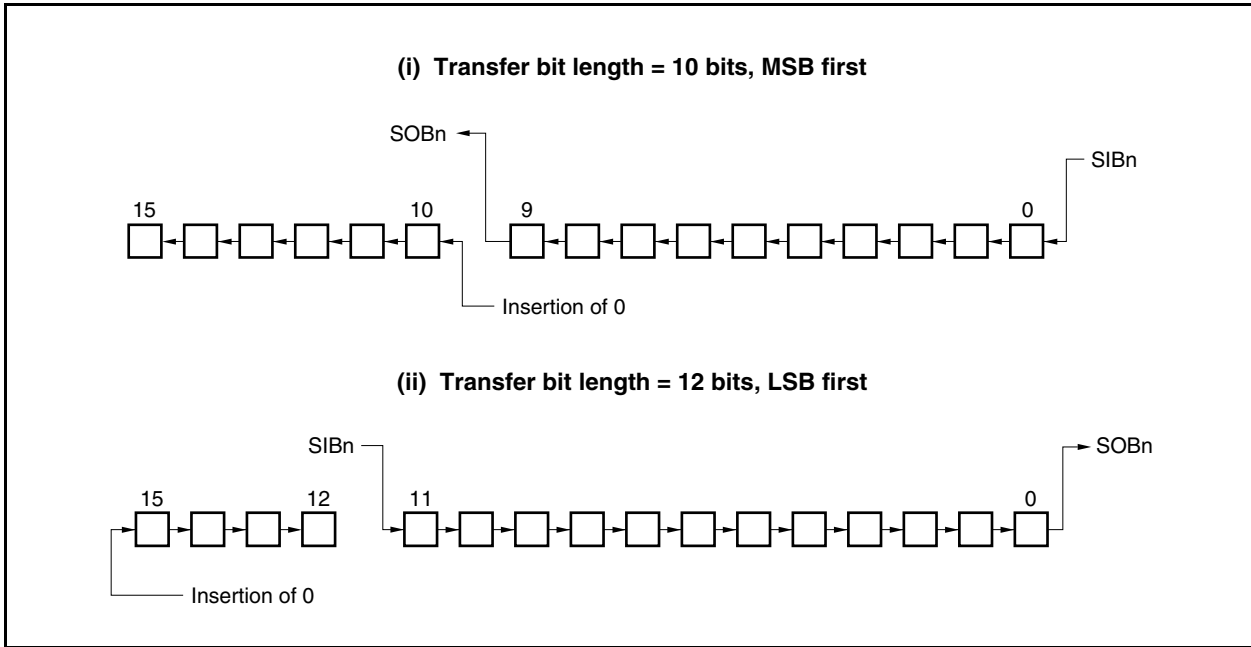 (i) Transfer bit length = 10 bits, MSB first
SOBn
SIBn
15 10 9 0
Insertion of 0
(ii) Transfer bit length = 12 bits, LSB first
SIBn SOBn
15 12 11 0
Insertion of 0